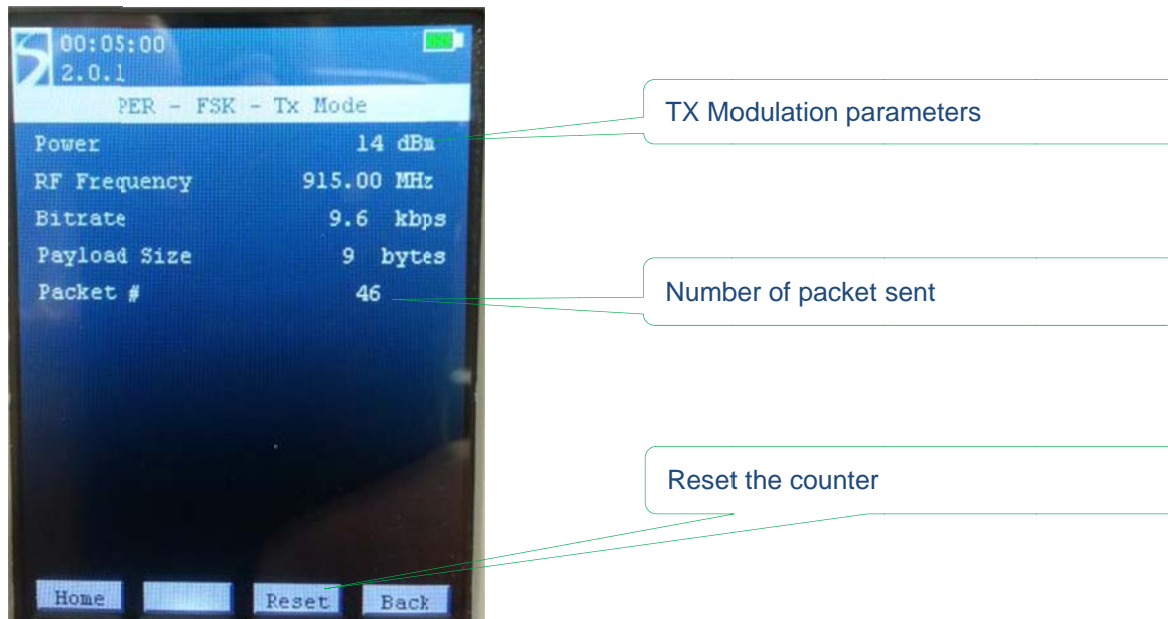 00:05:00
2.0.1
PER - FSK - Tx Mode
Power 14 dBm
RF Frequency 915.00 MHz
Bitrate 9.6 kbps
Payload Size 9 bytes
Packet # 46
Home Reset Back
TX Modulation parameters
Number of packet sent
Reset the counter